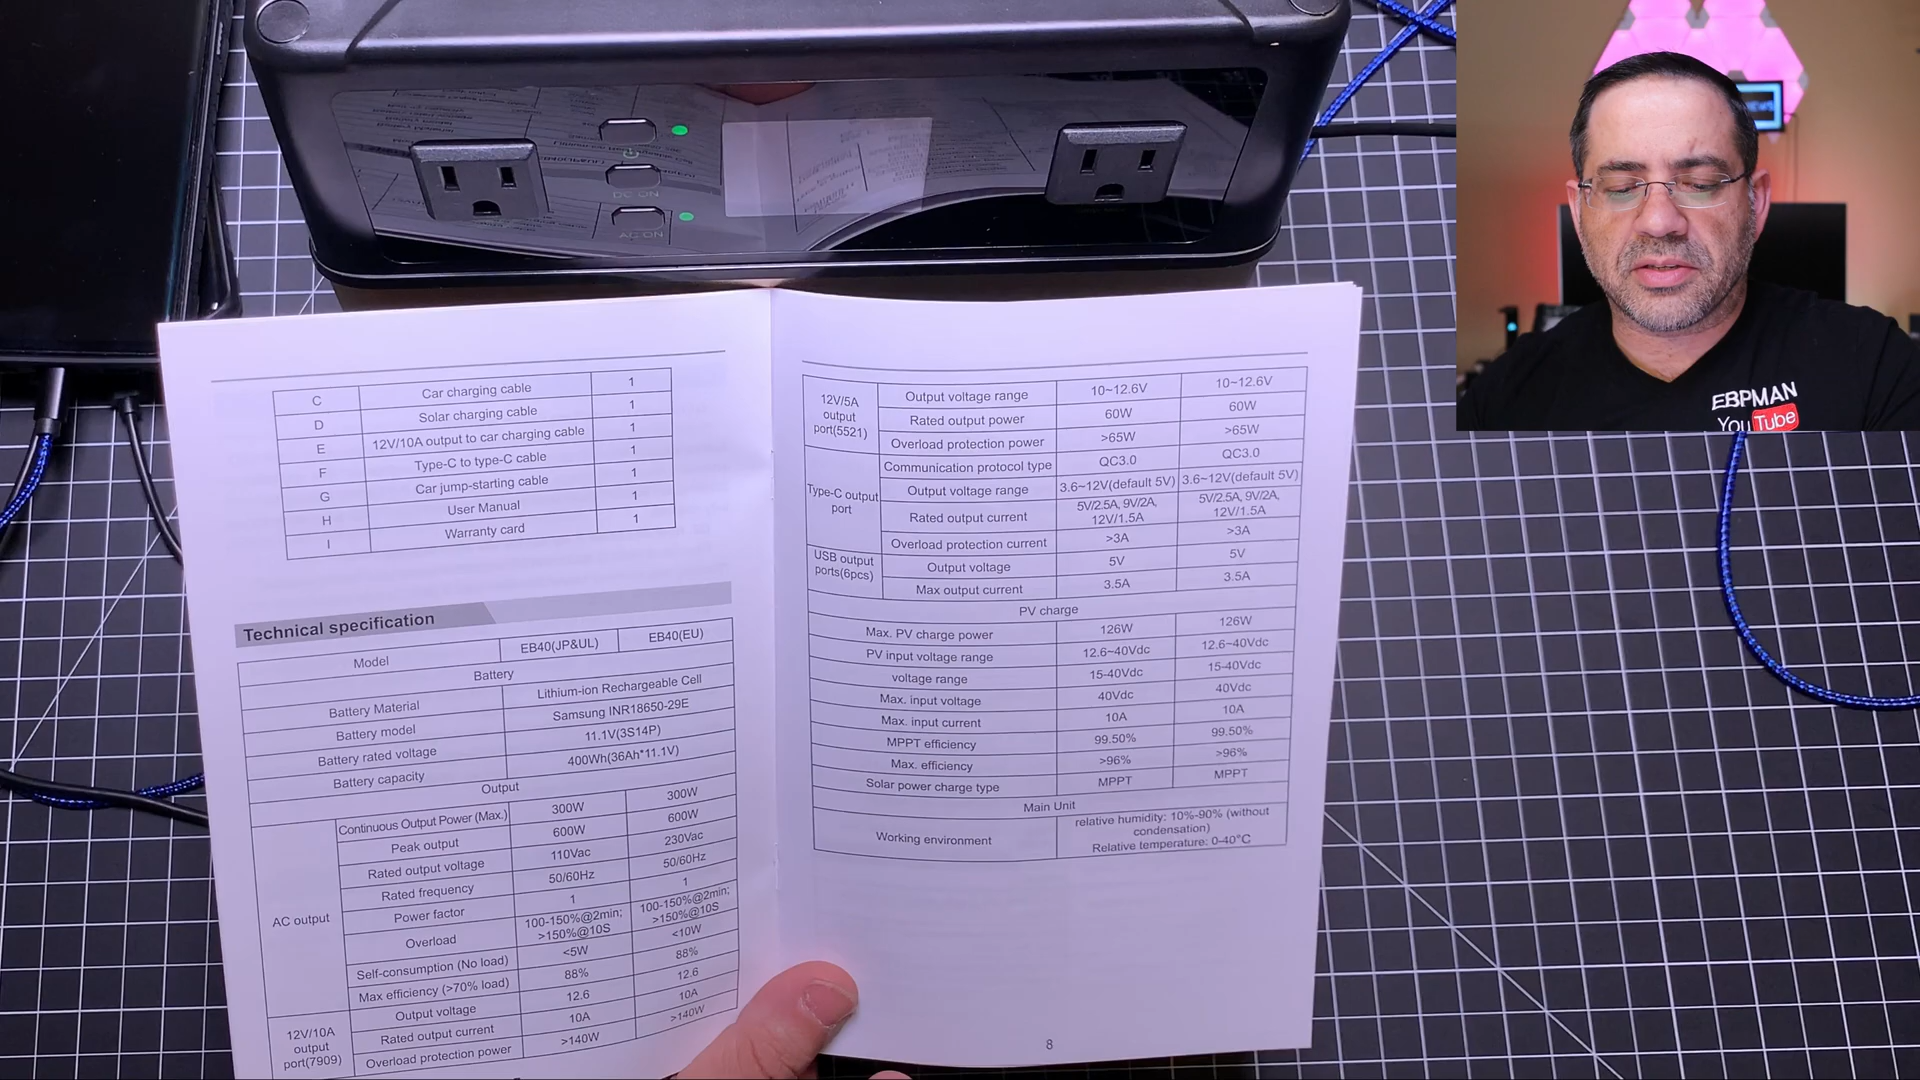 DC ON
AC ON
EBPMAN
YouTube
C Car charging cable 1
D Solar charging cable 1
E 12V/10A output to car charging cable 1
F Type-C to type-C cable 1
G Car jump-starting cable 1
H User Manual 1
I Warranty card 1
Technical specification
Model EB40(JP&UL) EB40(EU)
Battery
Battery Material Lithium-ion Rechargeable Cell
Battery model Samsung INR18650-29E
Battery rated voltage 11.1V(3S14P)
Battery capacity 400Wh(36Ah*11.1V)
Output
AC output
Continuous Output Power (Max.) 300W 300W
Peak output 600W 600W
Rated output voltage 110Vac 230Vac
Rated frequency 50/60Hz 50/60Hz
Power factor 1 1
Overload 100-150%@2min; 100-150%@2min;
>150%@10S >150%@10S
Self-consumption (No load) <5W <10W
Max efficiency (>70% load) 88% 88%
12V/10A
output
port(7909)
Output voltage 12.6 12.6
Rated output current 10A 10A
Overload protection power >140W >140W
12V/5A
output
port(5521)
Output voltage range 10~12.6V 10~12.6V
Rated output power 60W 60W
Overload protection power >65W >65W
Type-C output
port
Communication protocol type QC3.0 QC3.0
Output voltage range 3.6~12V(default 5V) 3.6~12V(default 5V)
Rated output current 5V/2.5A, 9V/2A, 5V/2.5A, 9V/2A,
12V/1.5A 12V/1.5A
Overload protection current >3A >3A
USB output
ports(6pcs)
Output voltage 5V 5V
Max output current 3.5A 3.5A
PV charge
Max. PV charge power 126W 126W
PV input voltage range 12.6~40Vdc 12.6~40Vdc
voltage range 15-40Vdc 15-40Vdc
Max. input voltage 40Vdc 40Vdc
Max. input current 10A 10A
MPPT efficiency 99.50% 99.50%
Max. efficiency >96% >96%
Solar power charge type MPPT MPPT
Main Unit
Working environment
relative humidity: 10%-90% (without
condensation)
Relative temperature: 0-40°C
8